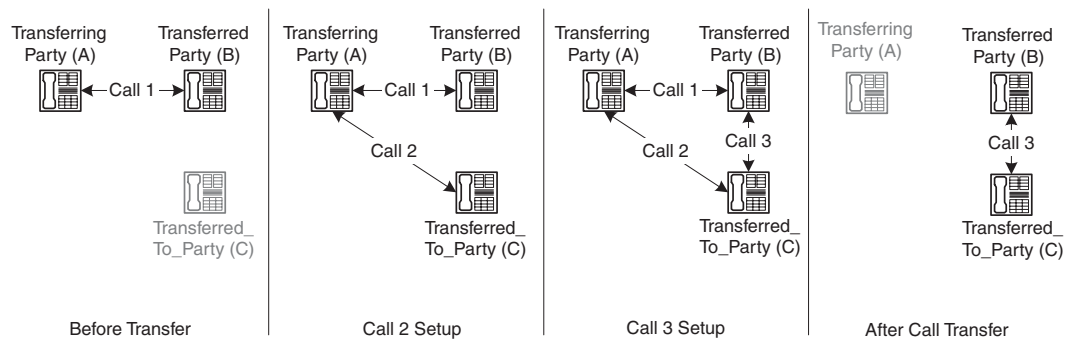 Transferring
Party (A)
Transferred
Party (B)
Call 1
Transferred_
To_Party (C)
Before Transfer
Transferring
Party (A)
Transferred
Party (B)
Call 1
Call 2
Transferred_
To_Party (C)
Call 2 Setup
Transferring
Party (A)
Transferred
Party (B)
Call 1
Call 2
Call 3
Transferred_
To_Party (C)
Call 3 Setup
Transferring
Party (A)
Transferred
Party (B)
Call 3
Transferred_
To_Party (C)
After Call Transfer